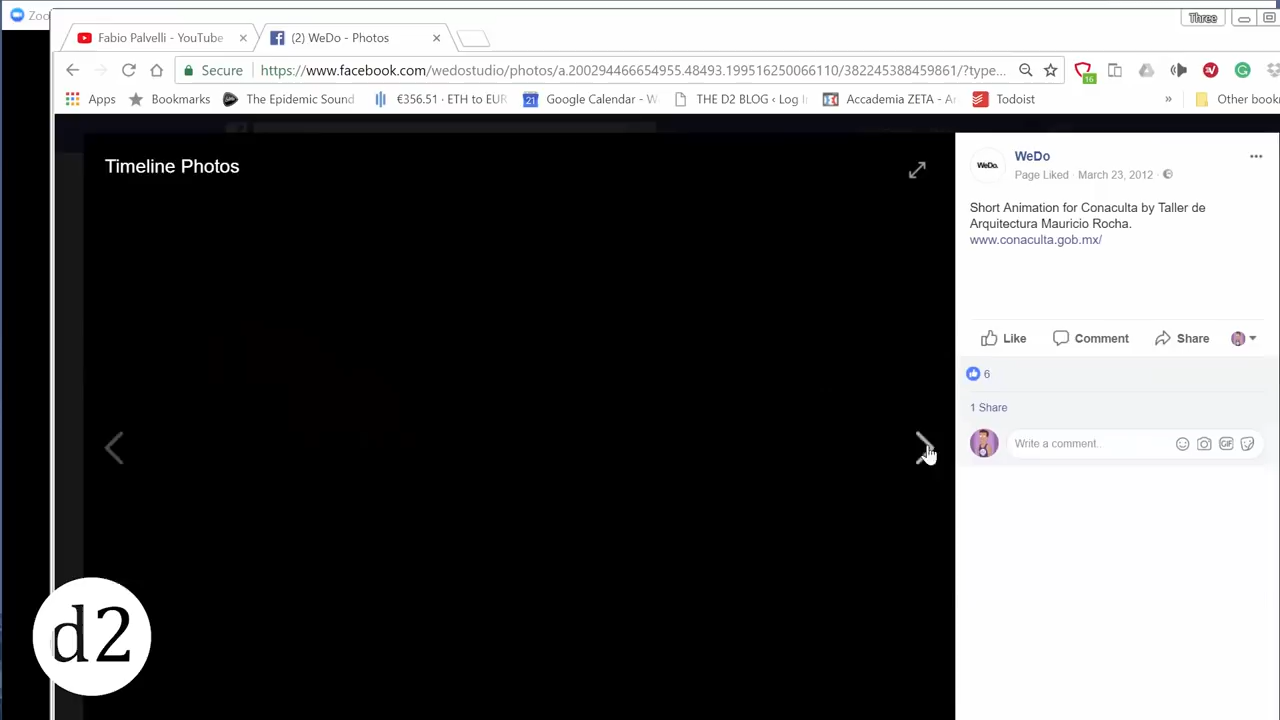 Zoo
Three
Fabio Palvelli - YouTube
(2) WeDo - Photos
Secure
https://www.facebook.com/wedostudio/photos/a.200294466654955.48493.199516250066110/382245388459861/?type...
16
Apps
Bookmarks
The Epidemic Sound
€356.51 - ETH to EUR
21
Google Calendar - W
THE D2 BLOG ‹ Log I
Accademia ZETA - A
Todoist
»
Other book
Timeline Photos
WeDo.
WeDo
Page Liked · March 23, 2012 ·
Short Animation for Conaculta by Taller de
Arquitectura Mauricio Rocha.
www.conaculta.gob.mx/
Like
Comment
Share
6
1 Share
Write a comment..
GIF
d2